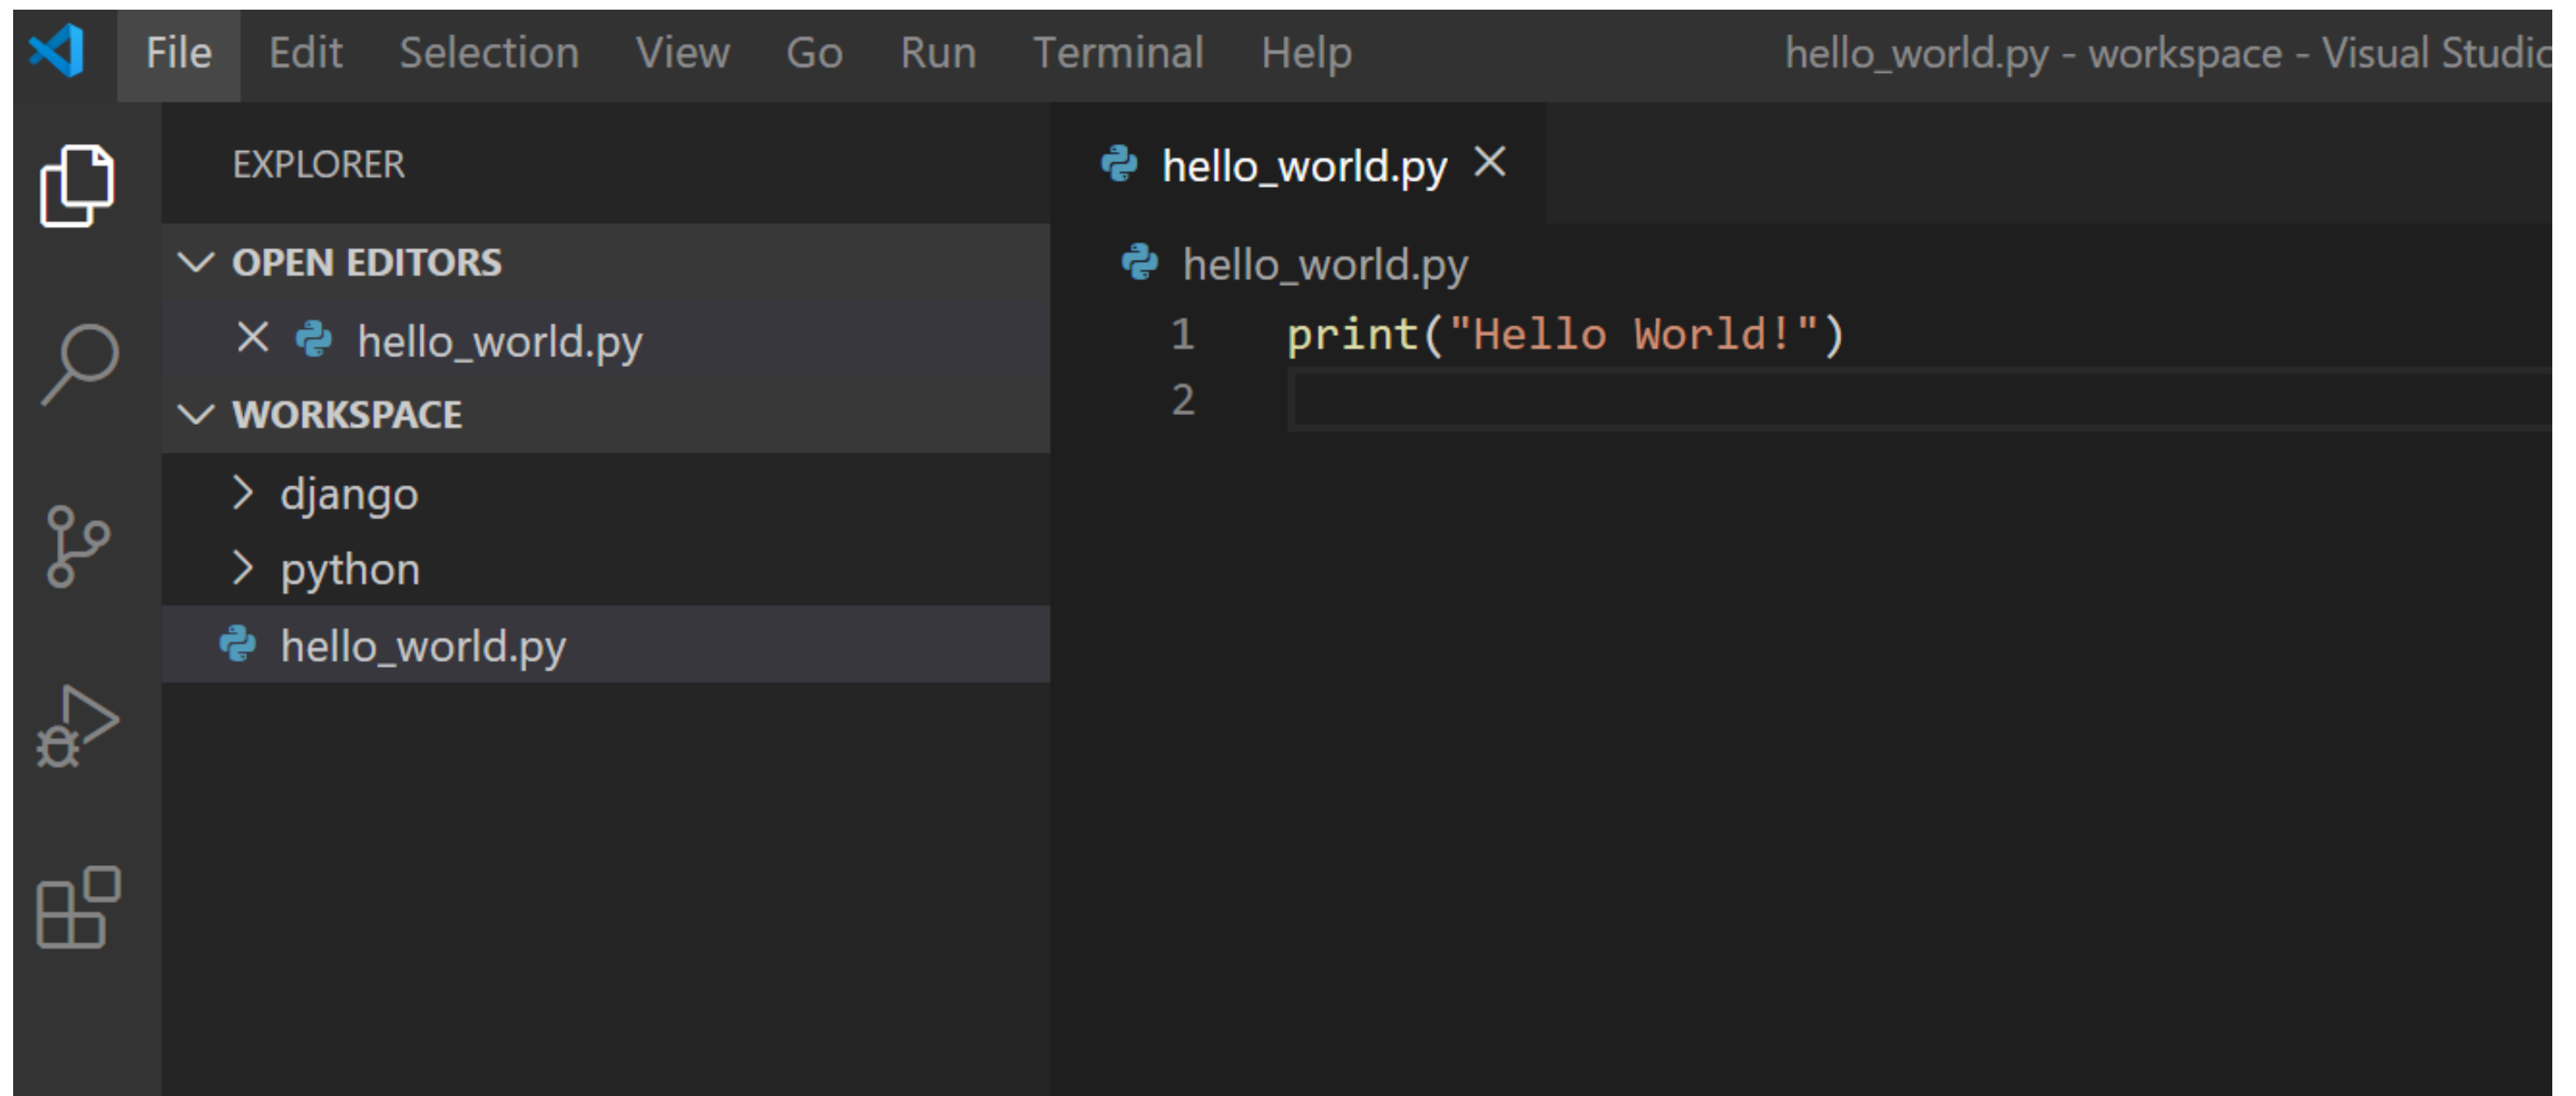 File Edit Selection View Go Run Terminal Help hello_world.py - workspace - Visual
EXPLORER
OPEN EDITORS
hello_world.py
WORKSPACE
django
python
hello_world.py
hello_world.py
hello_world.py
1 print("Hello World!")
2